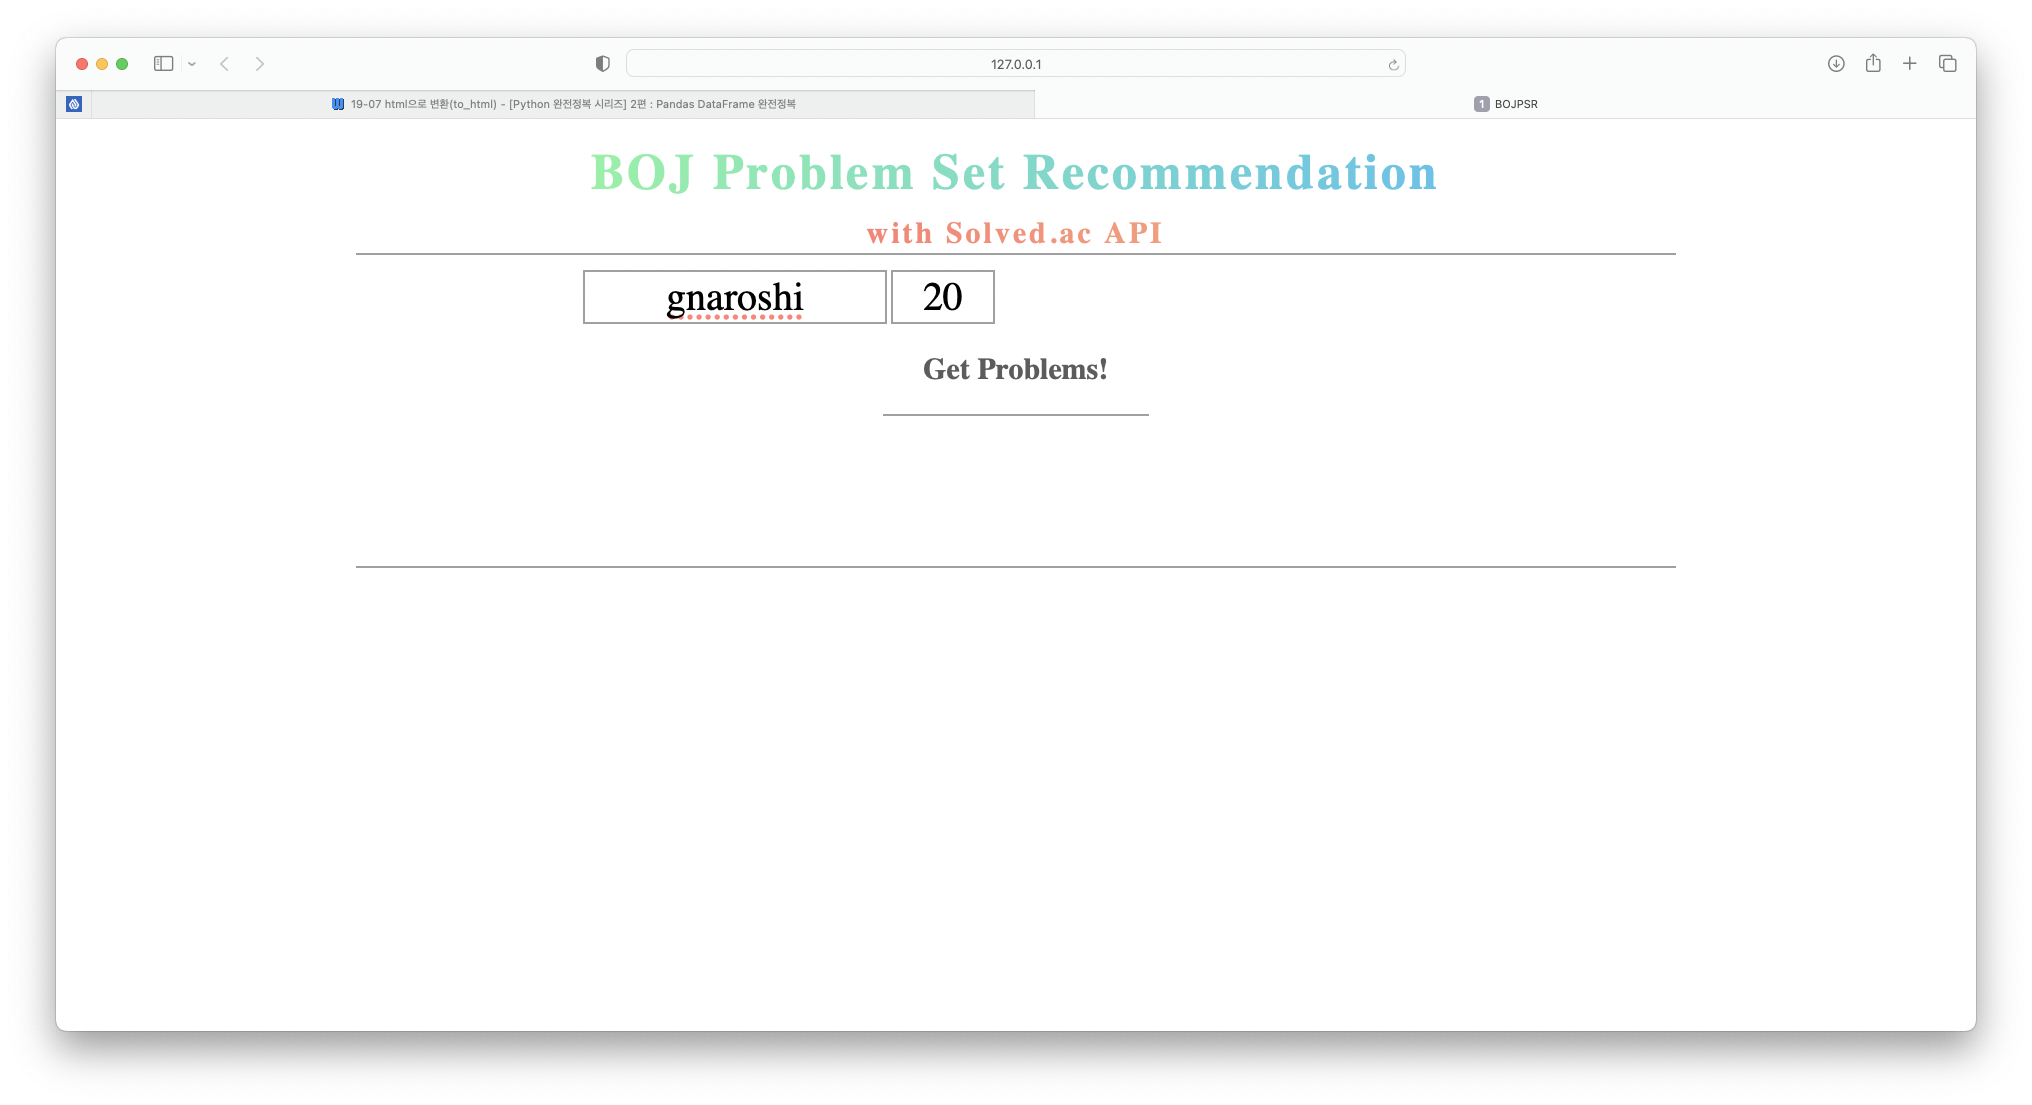 127.0.0.1
19-07 html으로 변환(to_html) - [Python 완전정복 시리즈] 2편 : Pandas DataFrame 완전정복
1 BOJPSR
BOJ Problem Set Recommendation
with Solved.ac API
gnaroshi 20
Get Problems!